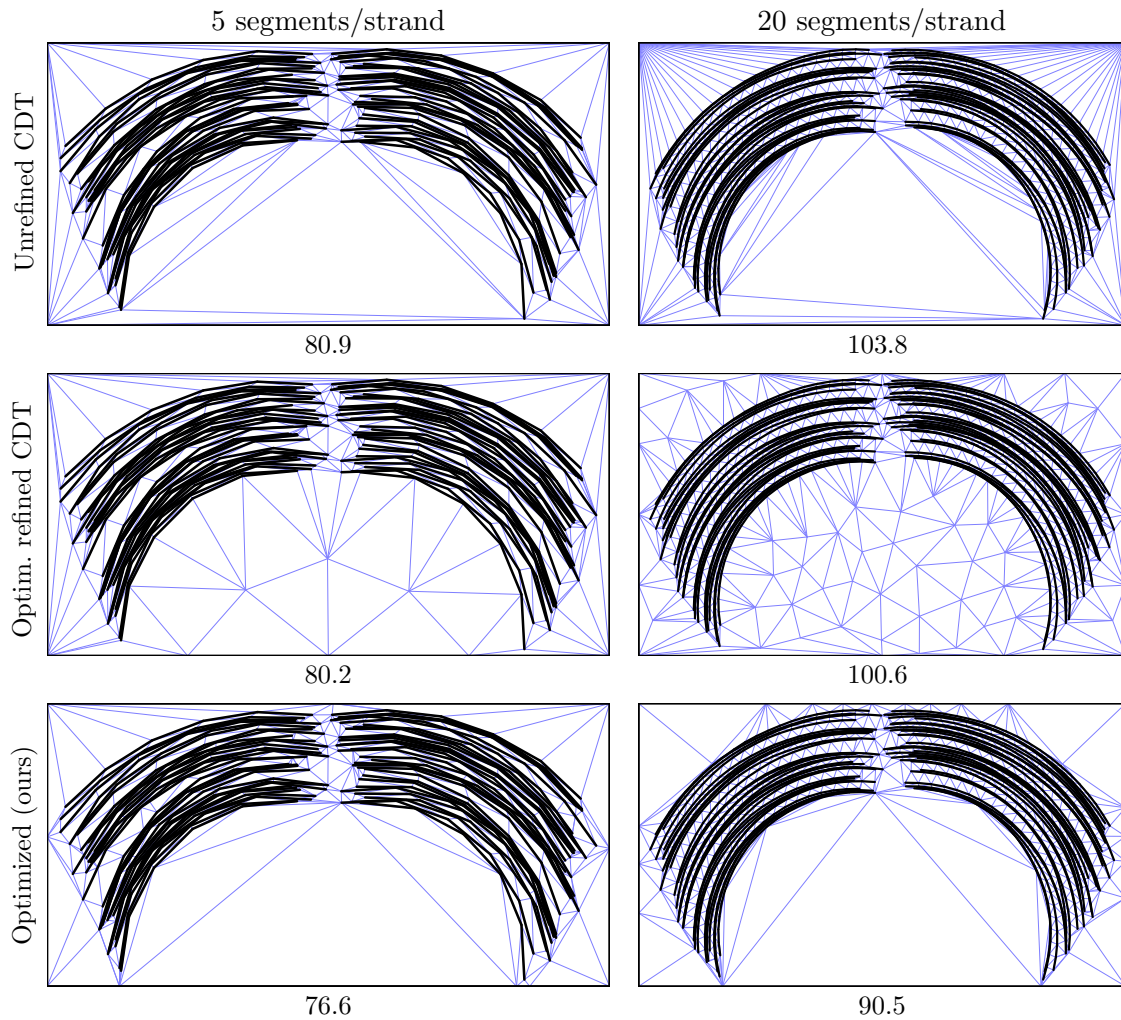 5 segments/strand
20 segments/strand
Unrefined CDT
80.9
103.8
Optim. refined CDT
80.2
100.6
Optimized (ours)
76.6
90.5